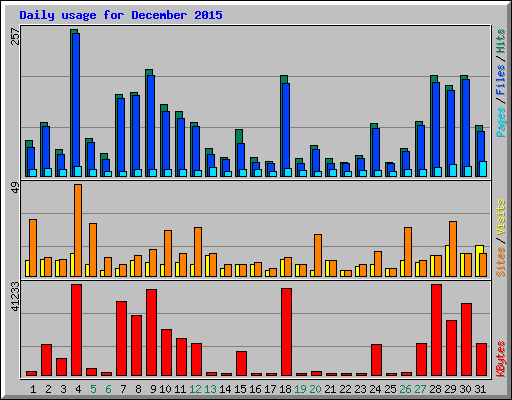 Daily usage for December 2015
257
Pages / Files / Hits
49
Sites / Visits
41233
KBytes
1 2 3 4 5 6 7 8 9 10 11 12 13 14 15 16 17 18 19 20 21 22 23 24 25 26 27 28 29 30 31